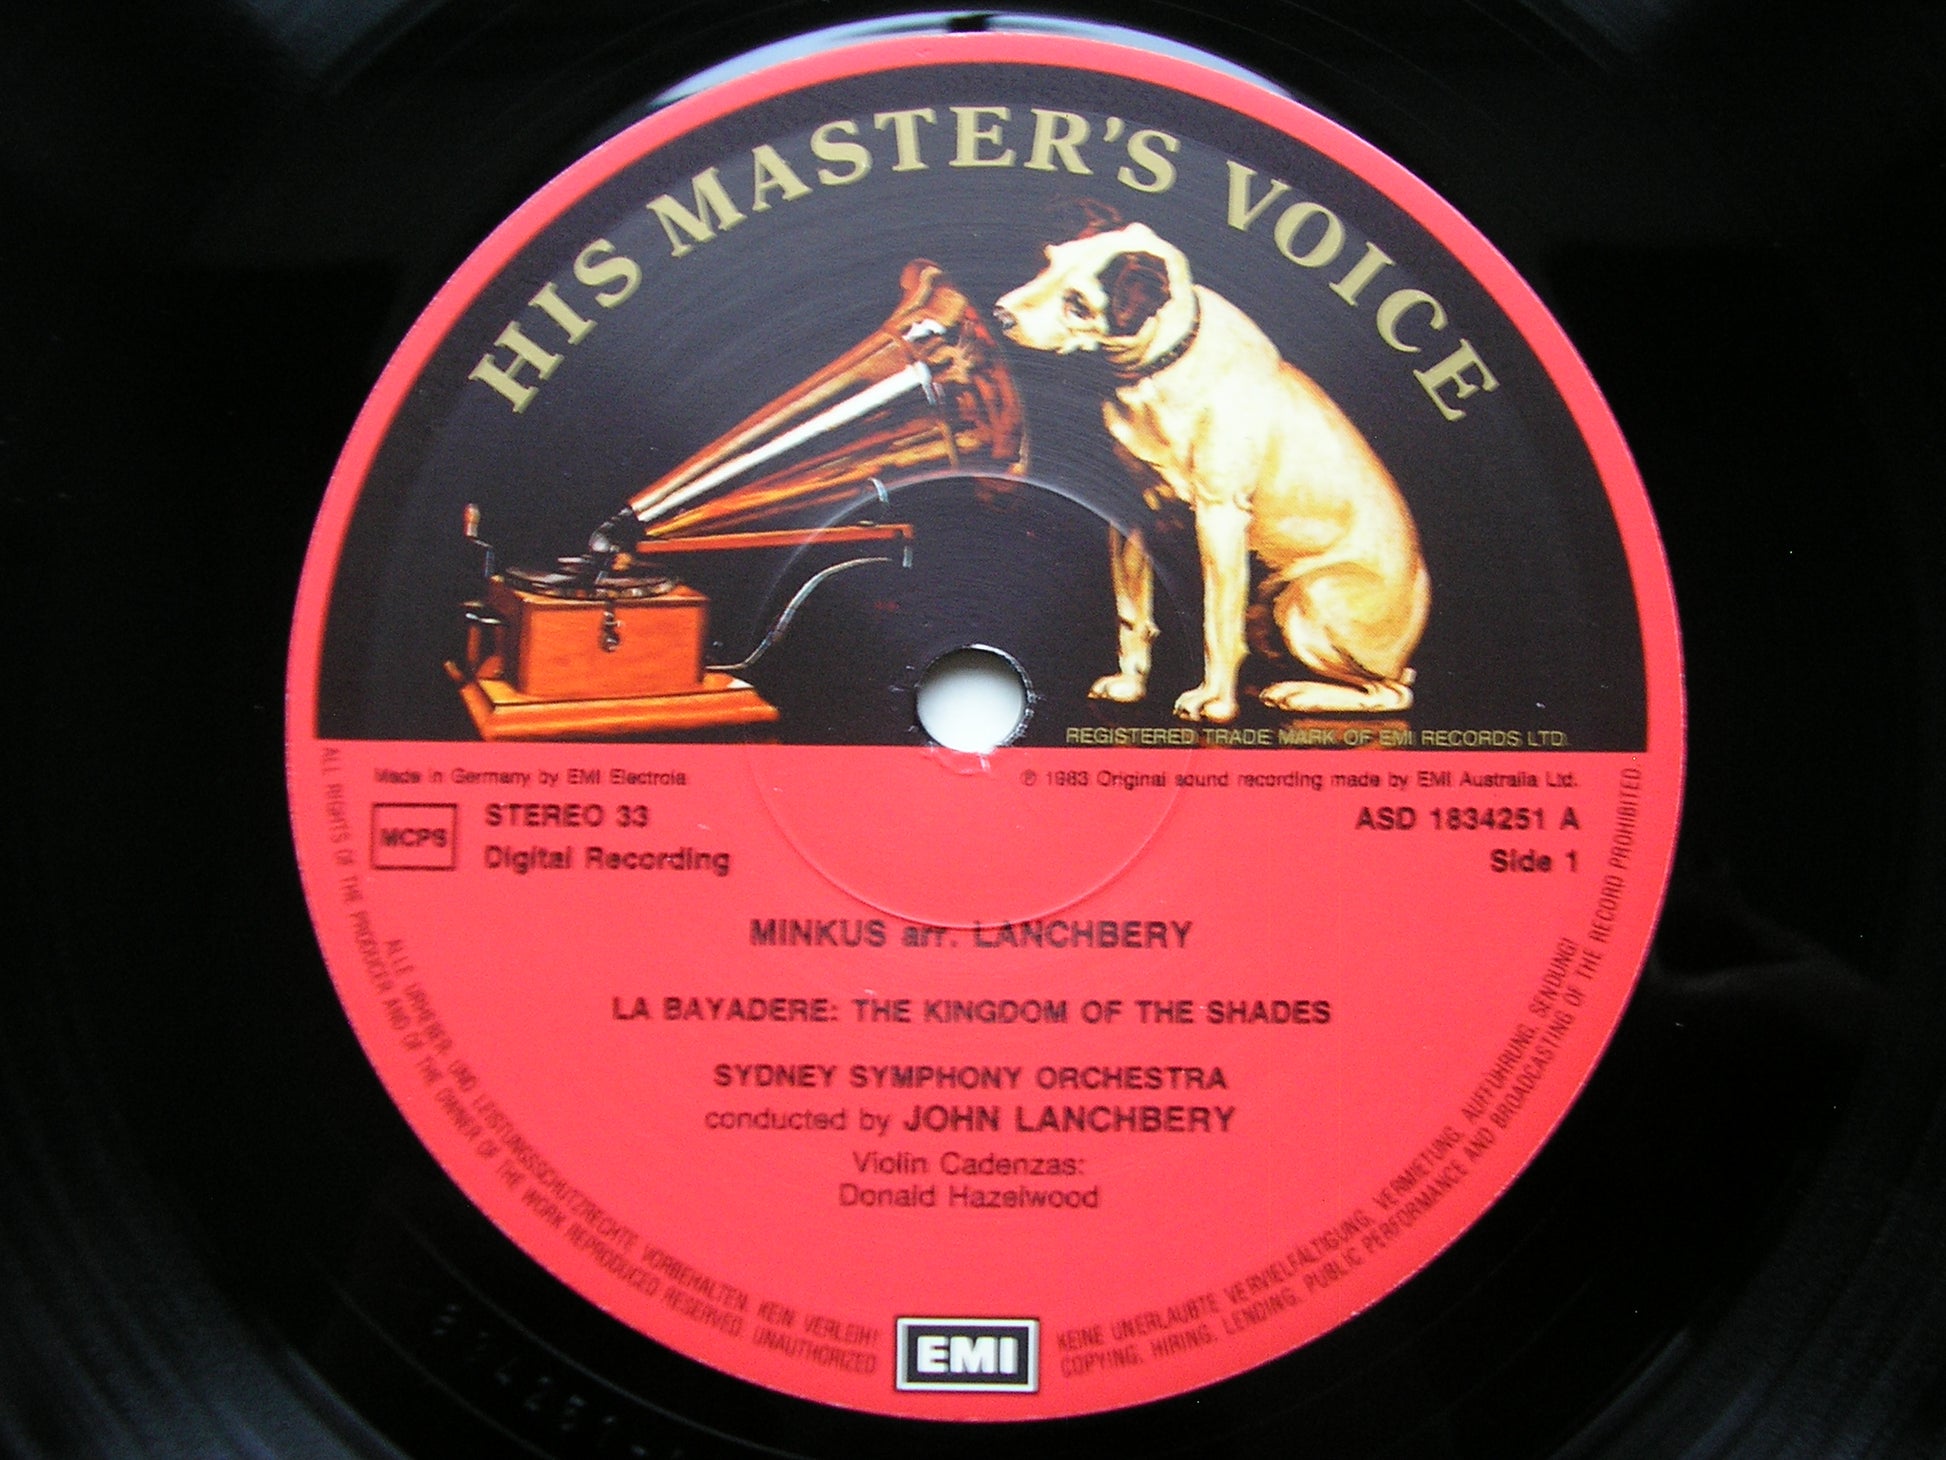 HIS MASTER'S VOICE
REGISTERED TRADE MARK OF EMI RECORDS LTD.
Made in Germany by EMI Electrola
℗ 1983 Original sound recording made by EMI Australia Ltd.
MCPS
STEREO 33
Digital Recording
ASD 1834251 A
Side 1
MINKUS arr. LANCHBERY
LA BAYADERE: THE KINGDOM OF THE SHADES
SYDNEY SYMPHONY ORCHESTRA
conducted by JOHN LANCHBERY
Violin Cadenzas:
Donald Hazelwood
ALLE URHEBER- UND LEISTUNGSSCHUTZRECHTE VORBEHALTEN. KEIN VERLEIH! KEINE UNERLAUBTE VERVIELFÄLTIGUNG, VERMIETUNG, AUFFÜHRUNG, SENDUNG!
ALL RIGHTS OF THE PRODUCER AND OF THE OWNER OF THE WORK REPRODUCED RESERVED. UNAUTHORIZED COPYING, HIRING, LENDING, PUBLIC PERFORMANCE AND BROADCASTING OF THE RECORD PROHIBITED.
EMI